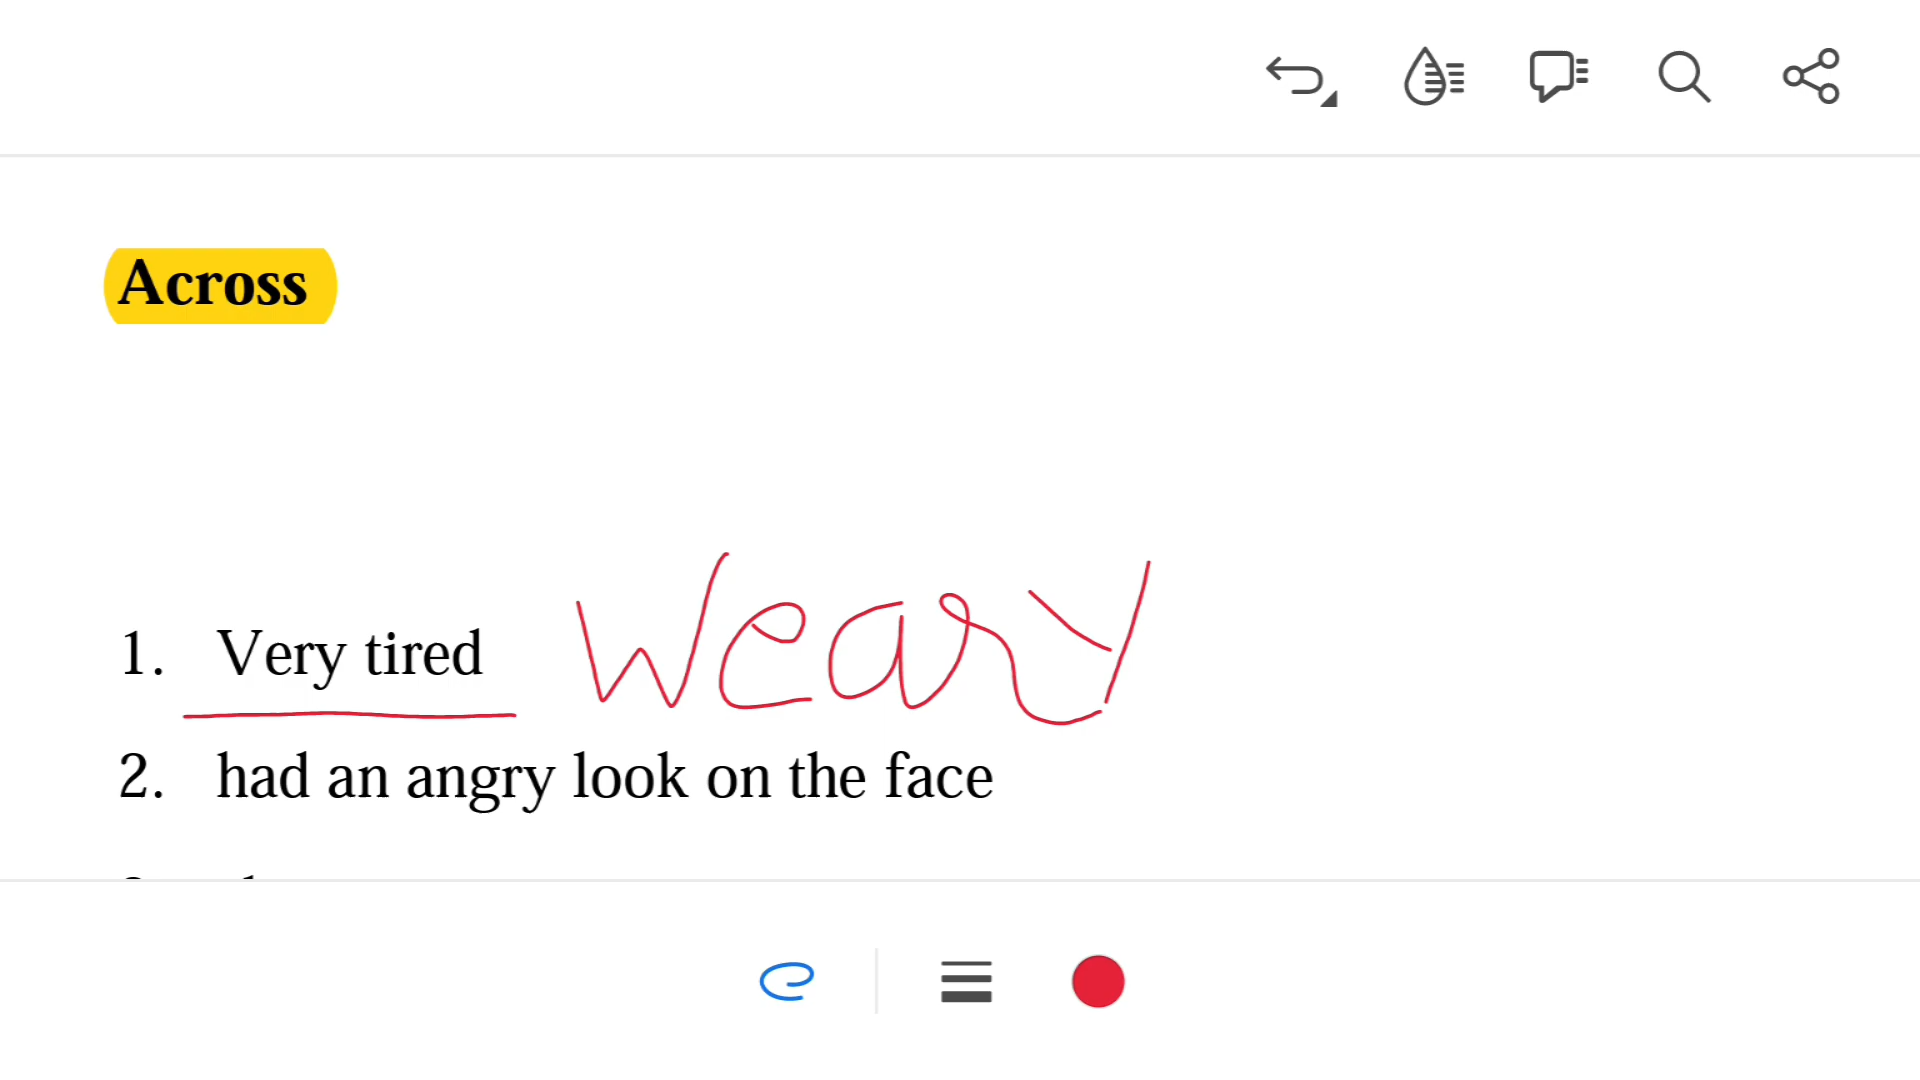 Across
1. Very tired Weary
2. had an angry look on the face